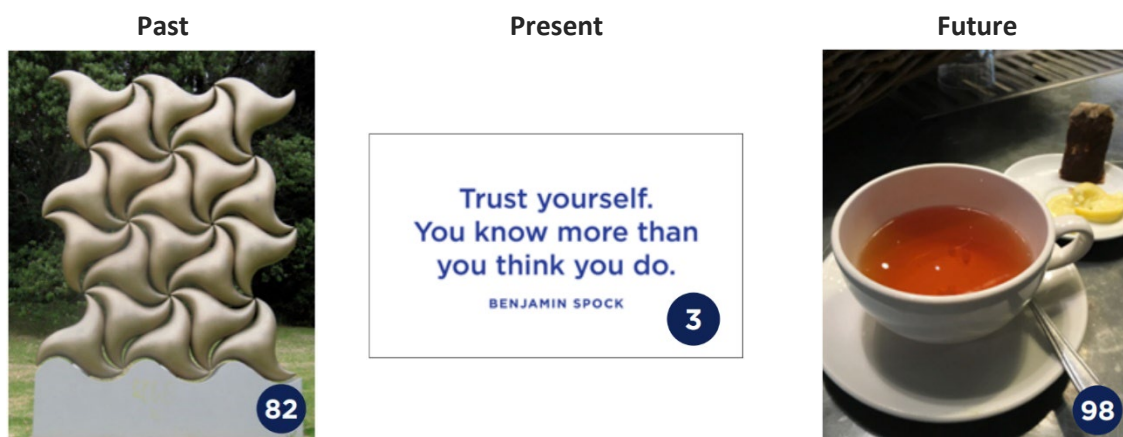 Past
Present
Future
82
Trust yourself.
You know more than
you think you do.
BENJAMIN SPOCK
3
98